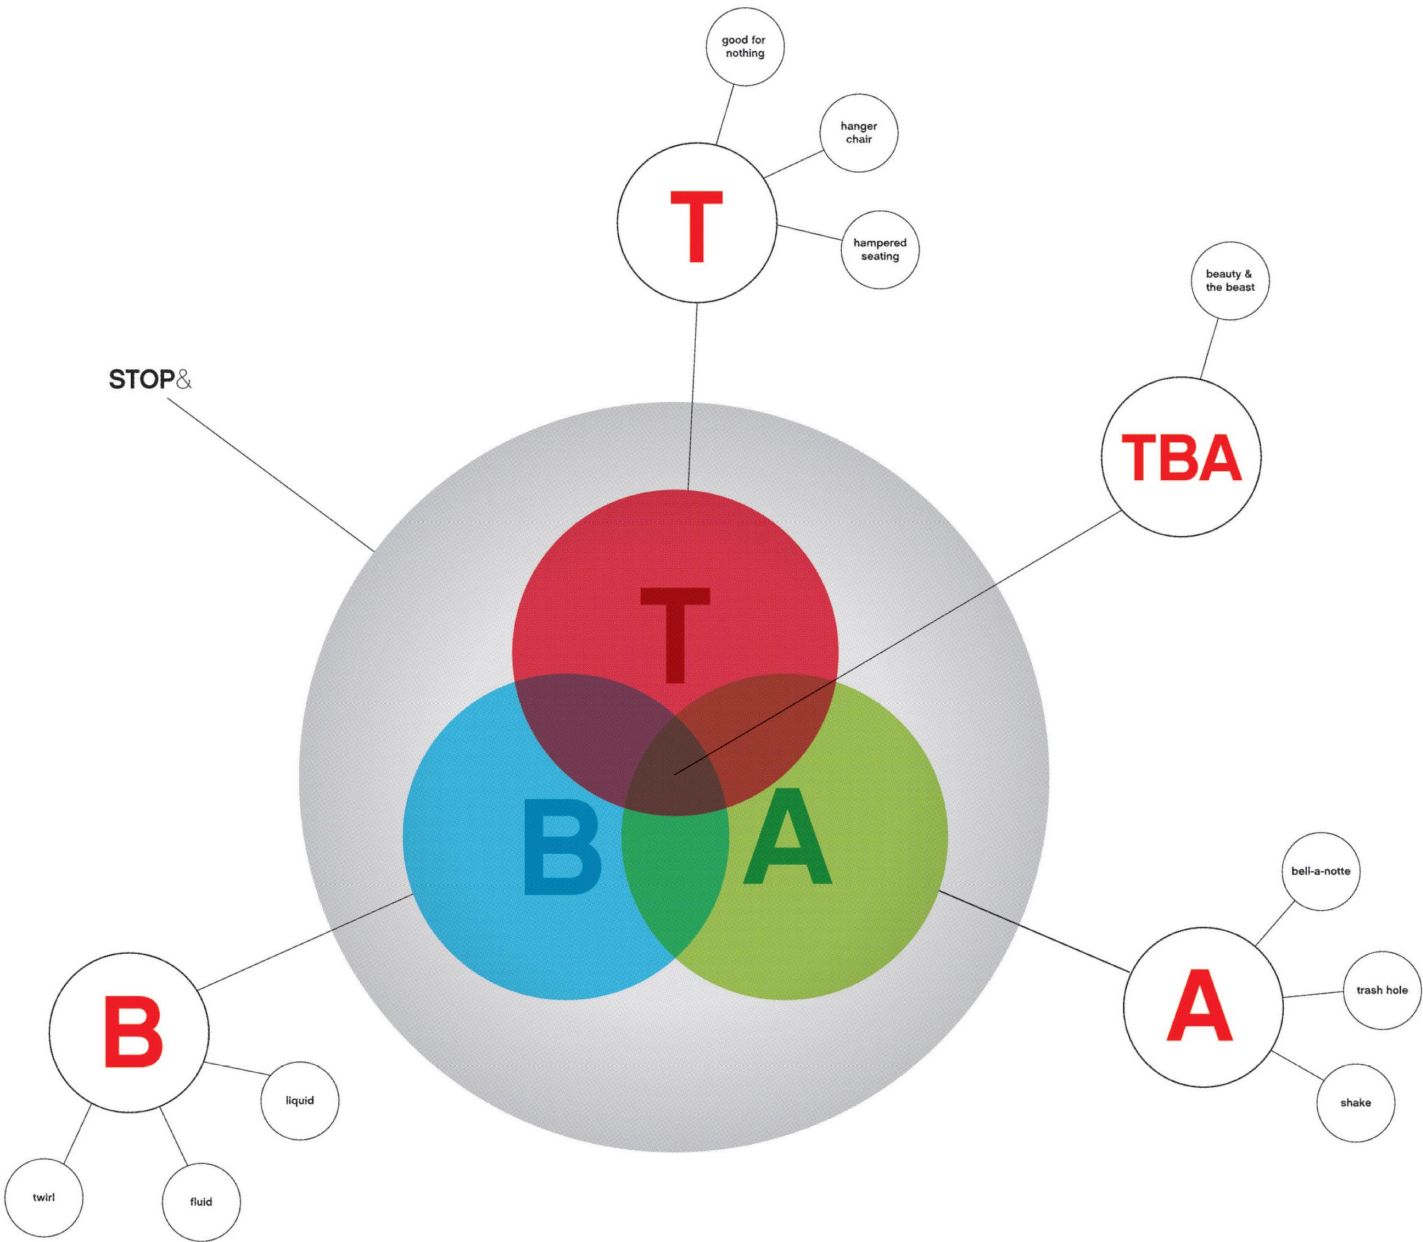 good for
nothing
hanger
chair
T
hampered
seating
beauty &
the beast
STOP&
TBA
T
B
A
bell-a-notte
trash hole
A
shake
B
liquid
twirl
fluid